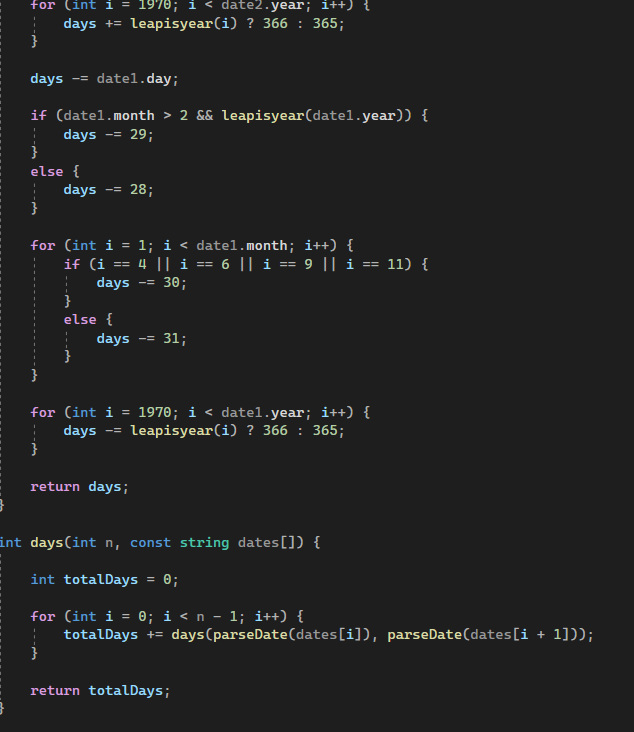 for (int i = 1970; i < date2.year; i++) {
days += leapisyear(i) ? 366 : 365;
}
days -= date1.day;
if (date1.month > 2 && leapisyear(date1.year)) {
days -= 29;
}
else {
days -= 28;
}
for (int i = 1; i < date1.month; i++) {
if (i == 4 || i == 6 || i == 9 || i == 11) {
days -= 30;
}
else {
days -= 31;
}
}
for (int i = 1970; i < date1.year; i++) {
days -= leapisyear(i) ? 366 : 365;
}
return days;
}
int days(int n, const string dates[]) {
int totalDays = 0;
for (int i = 0; i < n - 1; i++) {
totalDays += days(parseDate(dates[i]), parseDate(dates[i + 1]));
}
return totalDays;
}